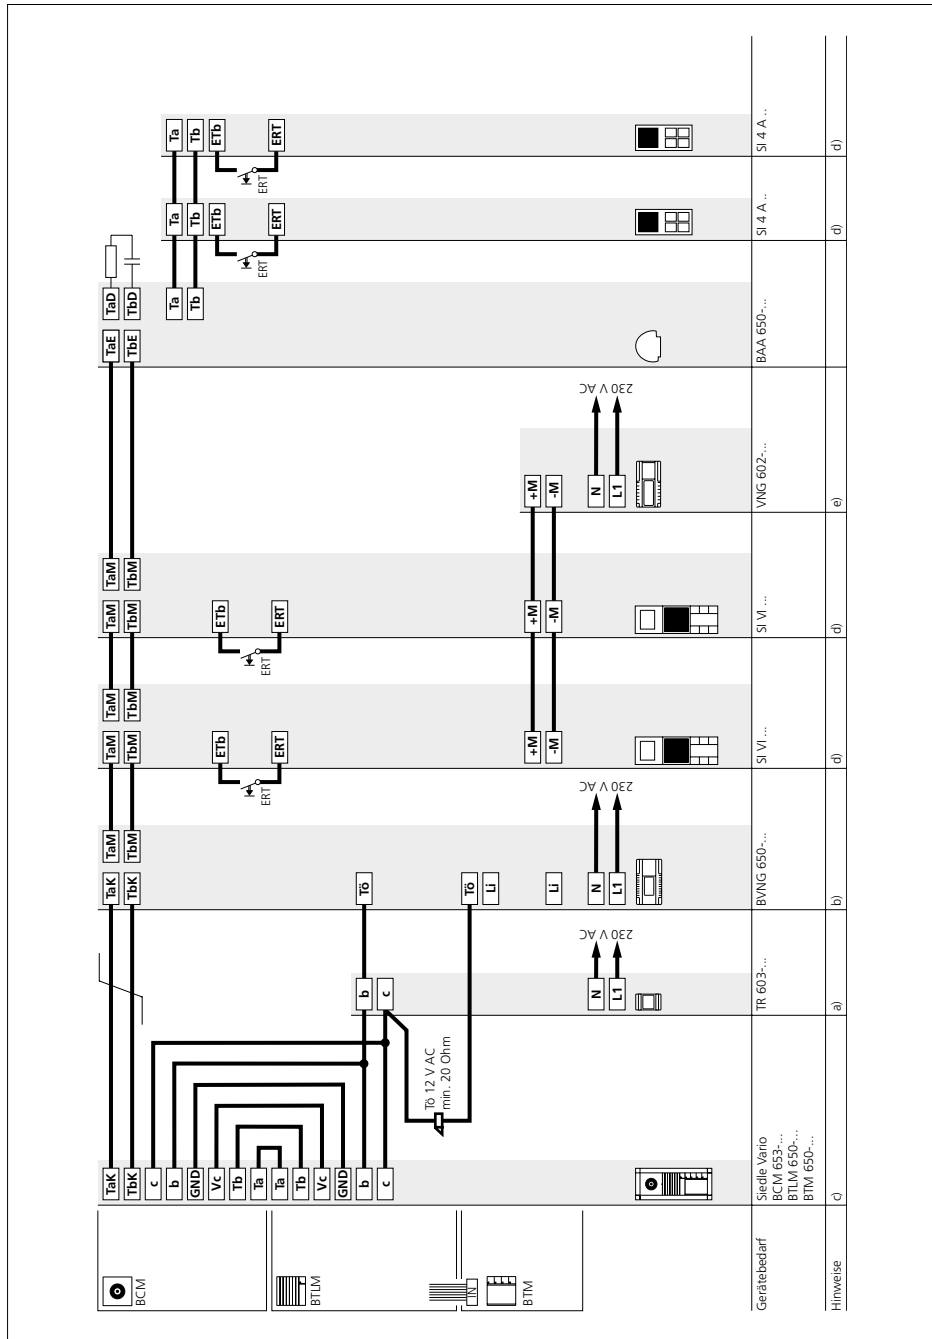 TaK TaK TaM TaM TaM TaM TaM TaE TaD
TbK TbK TbM TbM TbM TbM TbM TbE TbD
BCM
c
b Ta Ta Ta
GND Tb Tb Tb
Vc ETb ETb ETb ETb
Tb
Ta
ERT ERT ERT ERT
Ta ERT ERT ERT ERT
Tb
BTLM
Vc
GND
b b Tö
c c
Tö 12 V AC
min. 20 Ohm
IN Tö
Li
BTM
+M +M +M
Li -M -M -M
N N N
L1 L1 L1
230 V AC 230 V AC 230 V AC
Gerätebedarf
Siedle Vario
BCM 653-...
BTLM 650-...
BTM 650-...
TR 603-...
BVNG 650-...
SI VI ...
SI VI ...
VNG 602-...
BAA 650-...
SI 4 A ..
SI 4 A ..
Hinweise c) a) b) d) d) e) d) d)